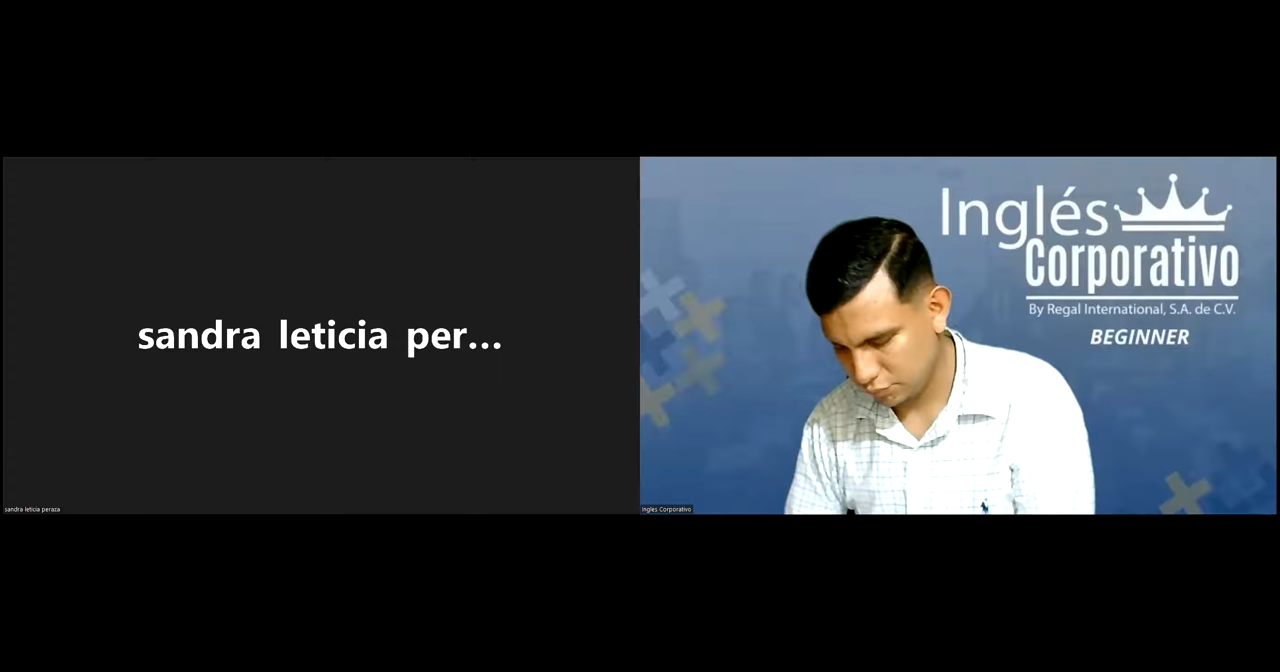 sandra leticia per...
sandra leticia peraza
Inglés
Corporativo
By Regal International, S.A. de C.V.
BEGINNER
Ingles Corporativo